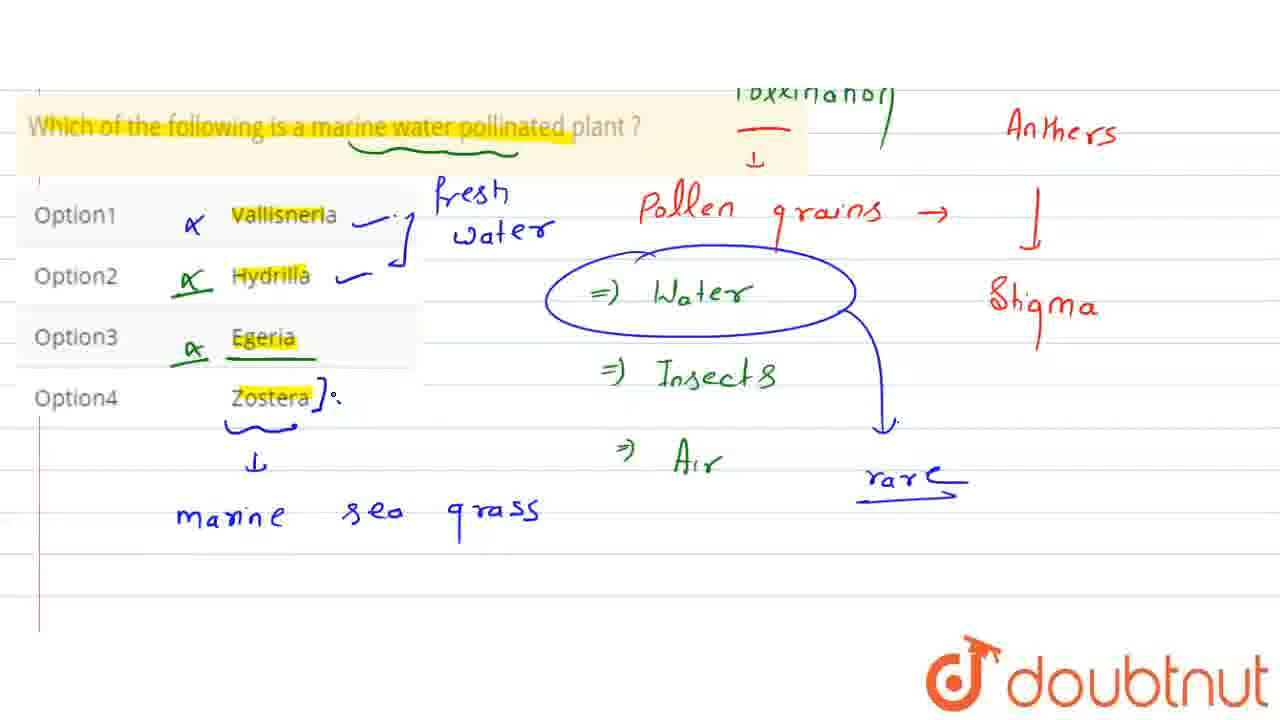 Which of the following is a marine water pollinated plant ?
Option1 Vallisneria
Option2 Hydrilla
Option3 Egeria
Option4 Zostera
fresh
water
marine sea grass
Anthers
Pollen grains →
Stigma
⇒ Water
⇒ Insects
⇒ Air
rare
doubtnut